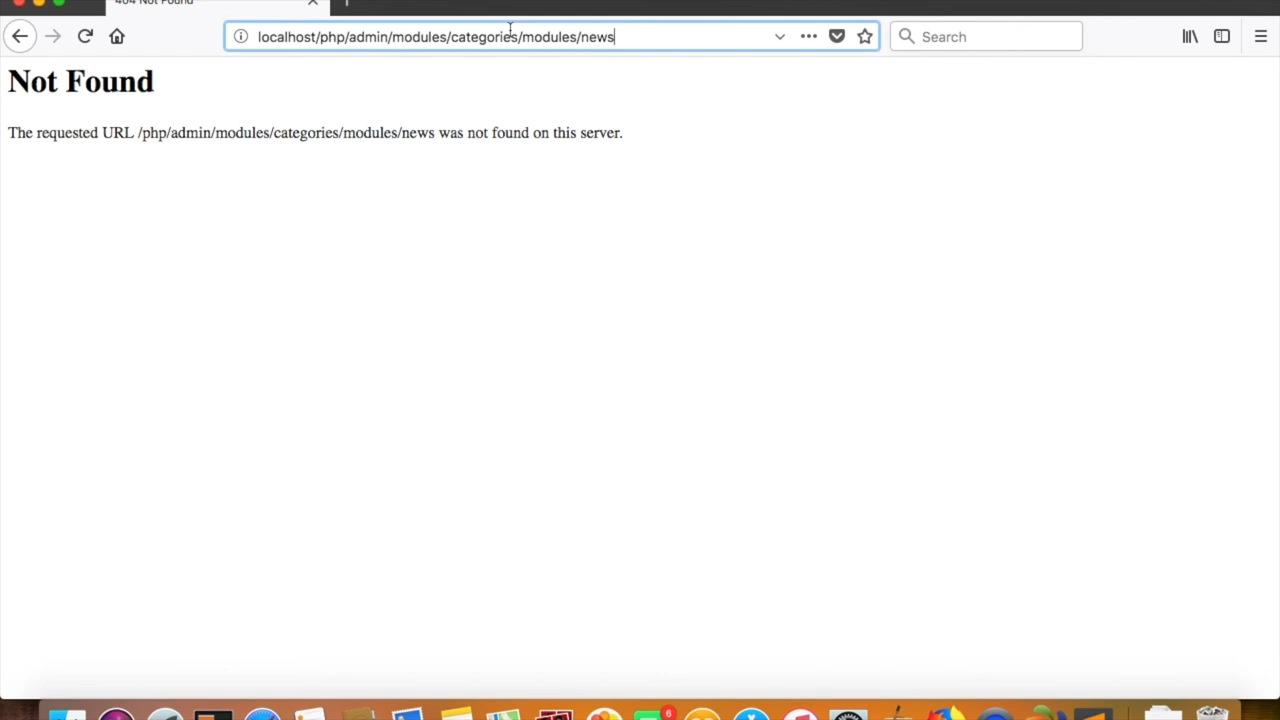 404 Not Found
localhost/php/admin/modules/categories/modules/news
Search
Not Found
The requested URL /php/admin/modules/categories/modules/news was not found on this server.
6